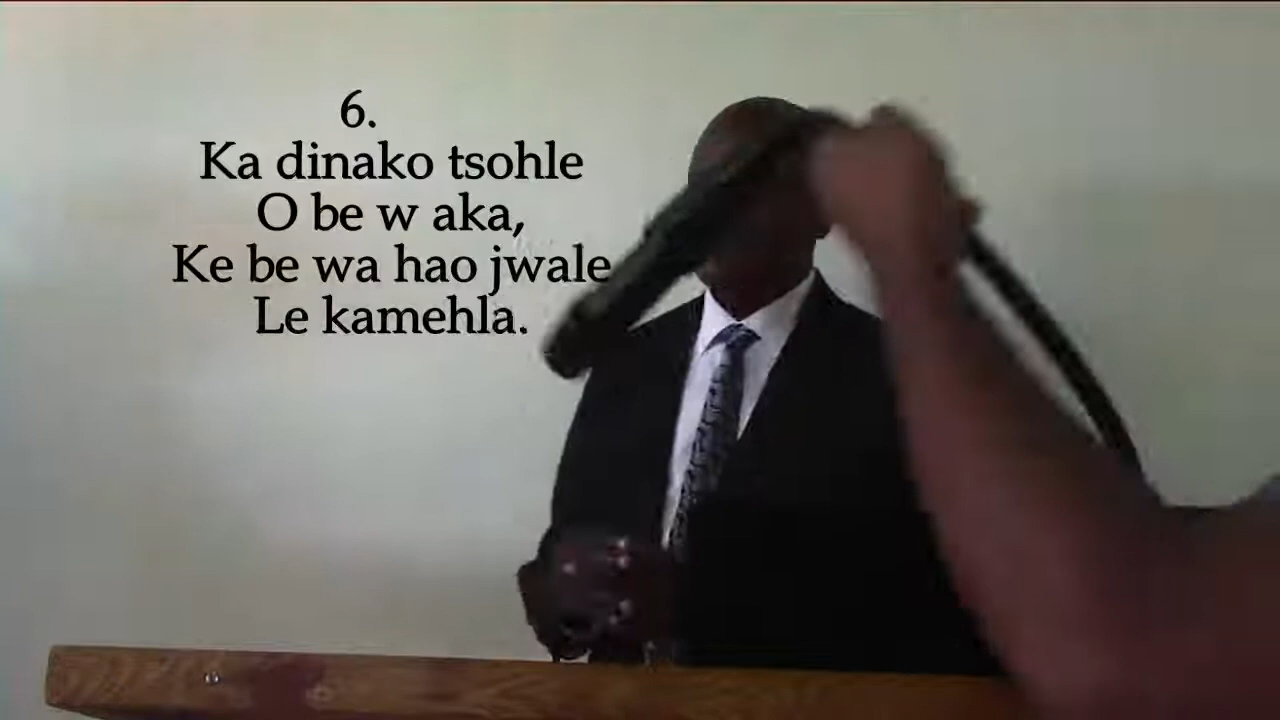 6.
Ka dinako tsohle
O be w aka,
Ke be wa hao jwale
Le kamehla.